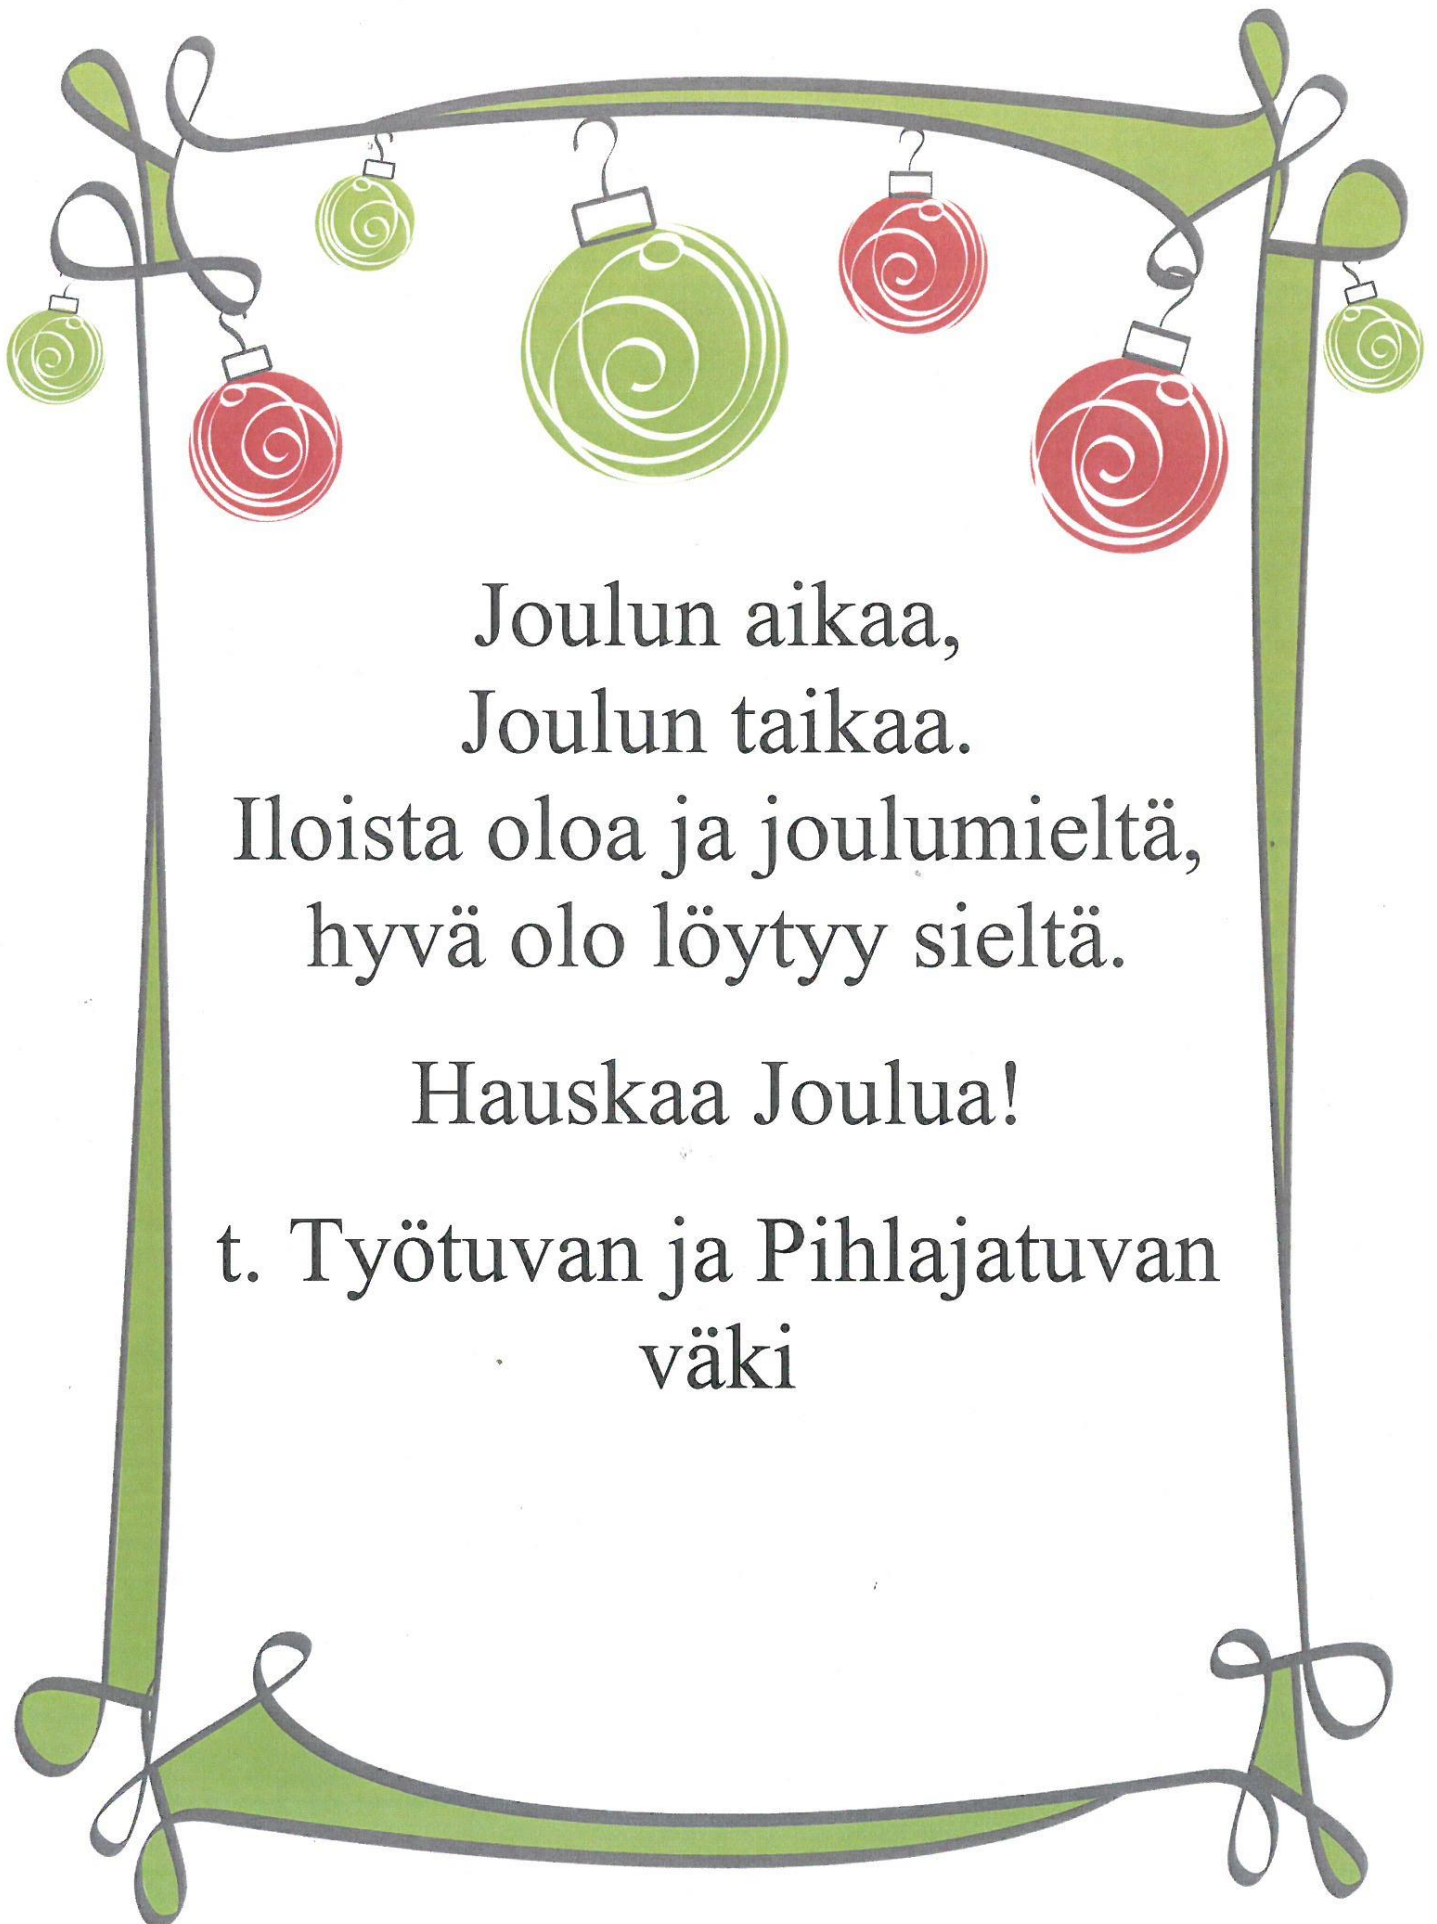 Joulun aikaa,
Joulun taikaa.
Iloista oloa ja joulumieltä,
hyvä olo löytyy sieltä.
Hauskaa Joulua!
t. Työtuvan ja Pihlajatuvan
väki